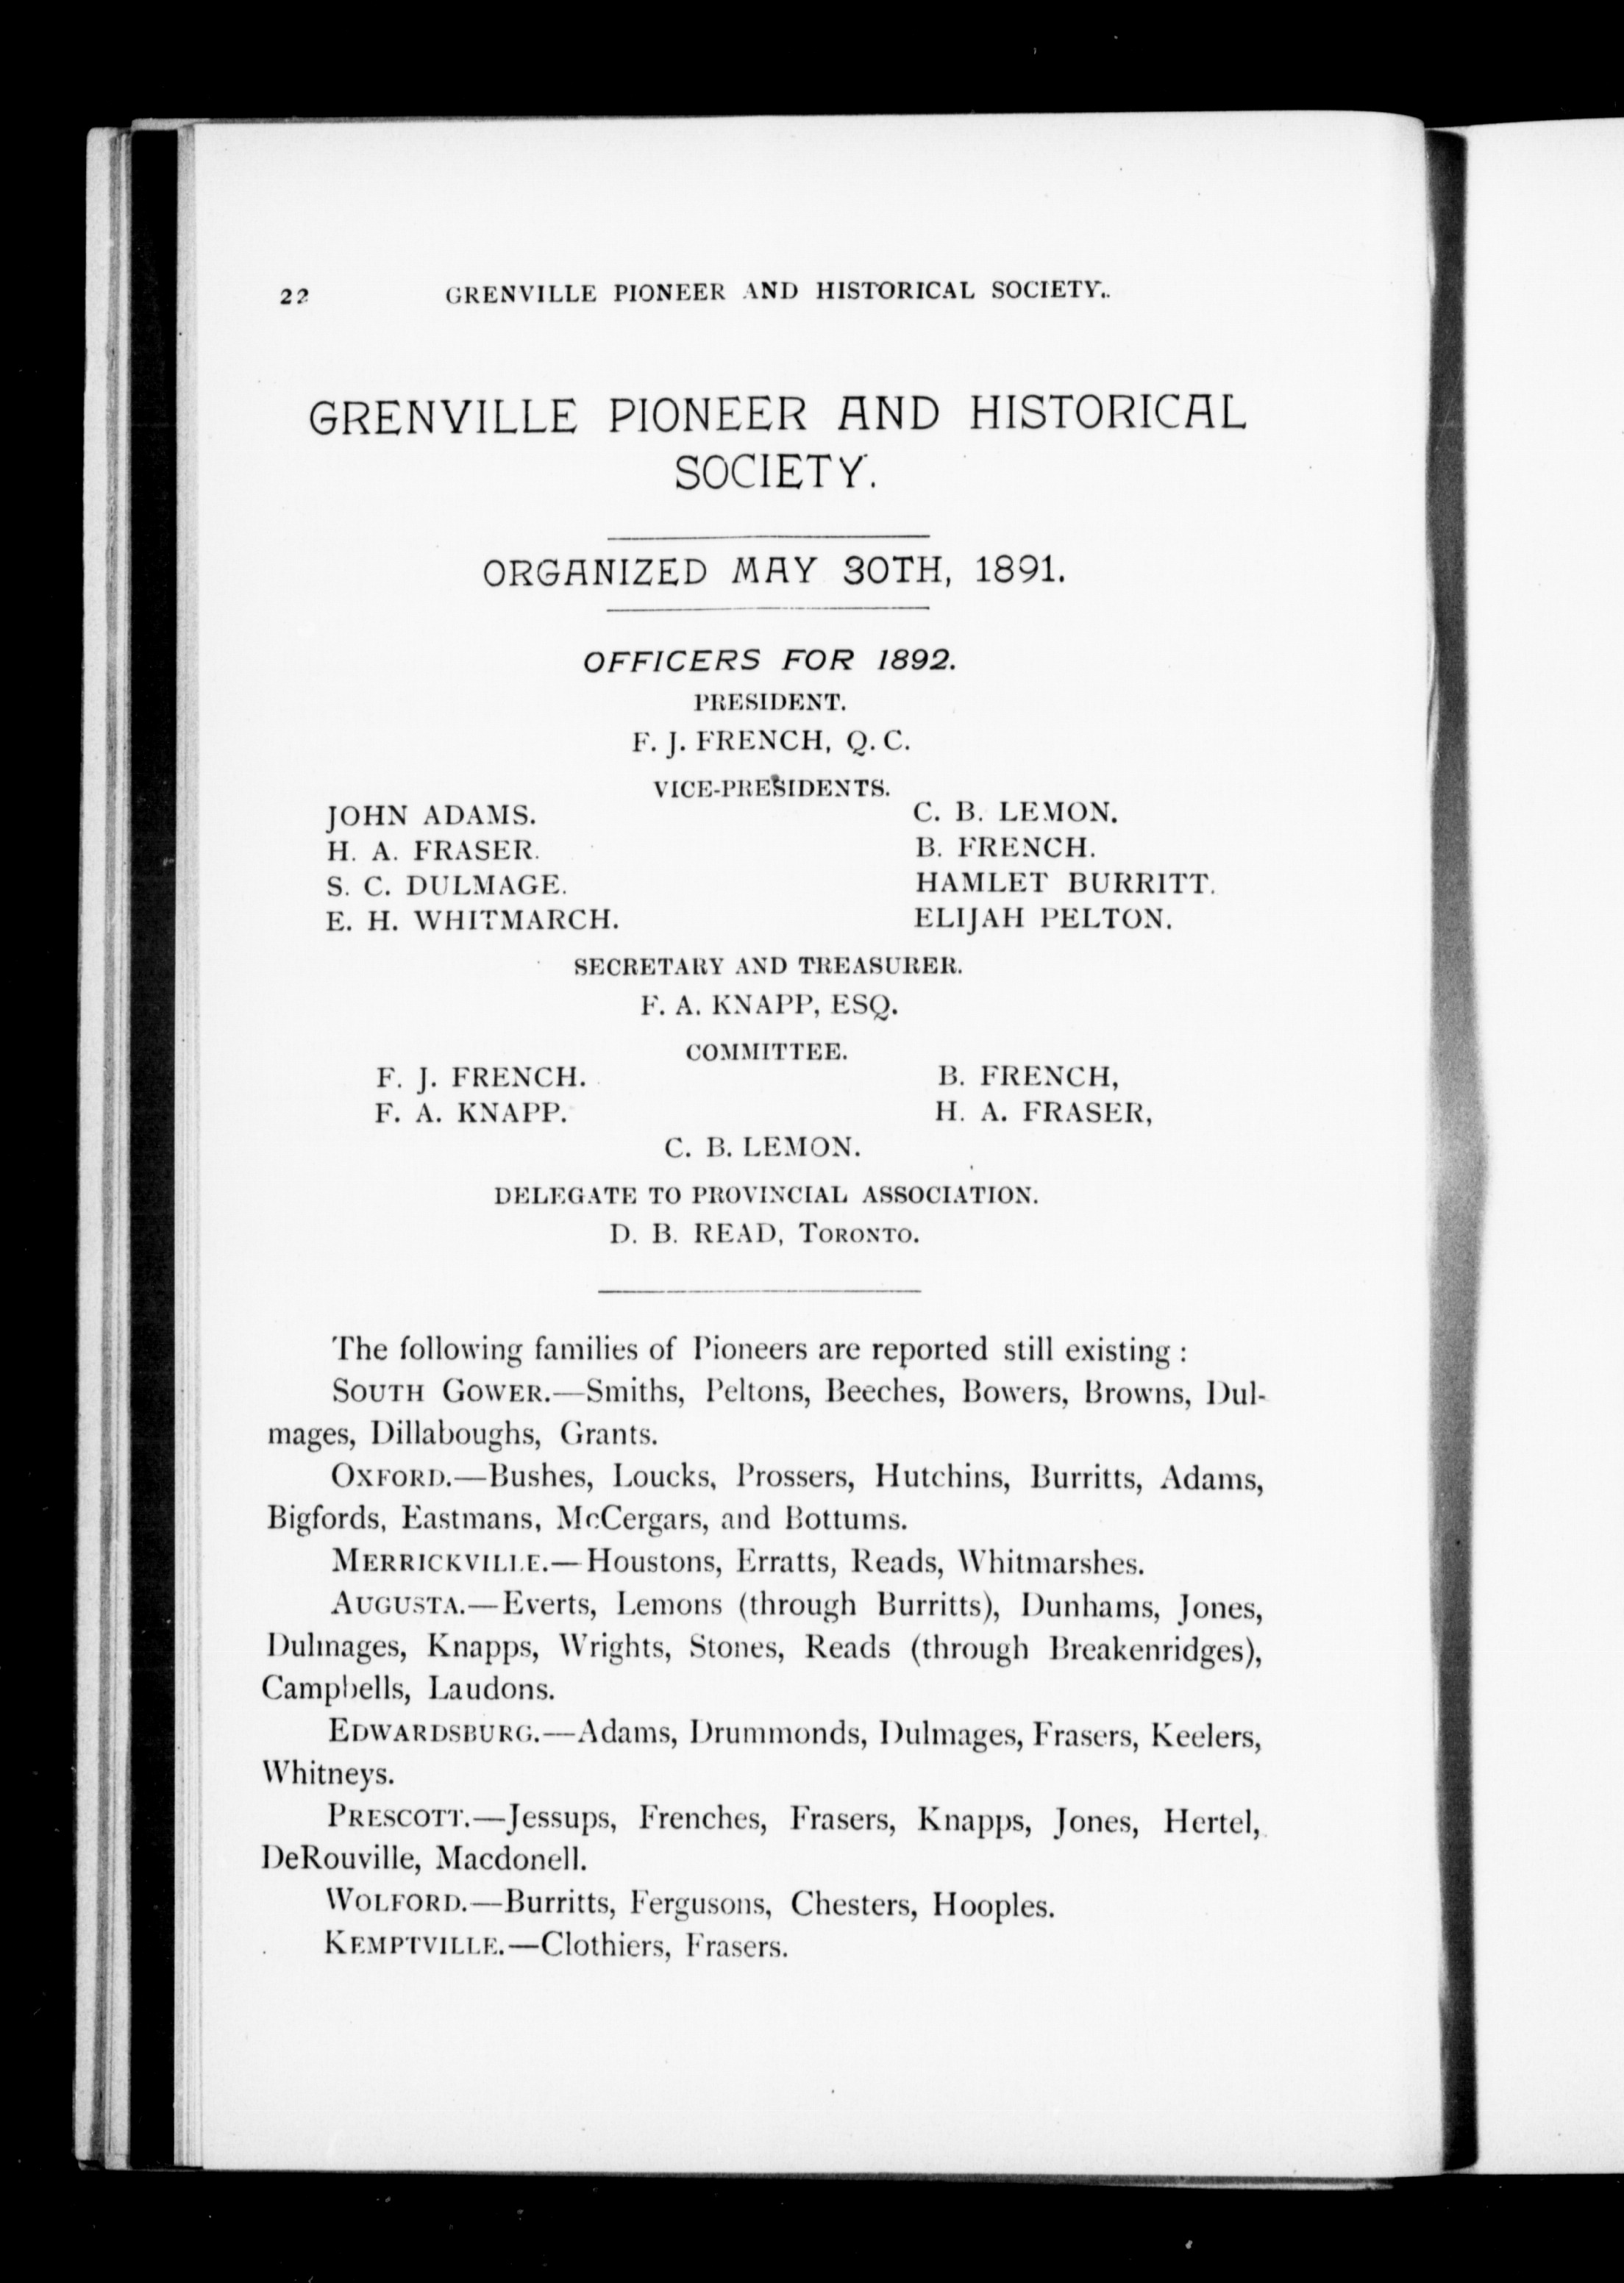 22 GRENVILLE PIONEER AND HISTORICAL SOCIETY.
GRENVILLE PIONEER AND HISTORICAL
SOCIETY.
ORGANIZED MAY 30TH, 1891.
OFFICERS FOR 1892.
PRESIDENT.
F. J. FRENCH, Q. C.
VICE-PRESIDENTS.
JOHN ADAMS. C. B. LEMON.
H. A. FRASER. B. FRENCH.
S. C. DULMAGE. HAMLET BURRITT.
E. H. WHITMARCH. ELIJAH PELTON.
SECRETARY AND TREASURER.
F. A. KNAPP, ESQ.
COMMITTEE.
F. J. FRENCH. B. FRENCH,
F. A. KNAPP. H. A. FRASER,
C. B. LEMON.
DELEGATE TO PROVINCIAL ASSOCIATION.
D. B. READ, TORONTO.
The following families of Pioneers are reported still existing :
SOUTH GOWER.—Smiths, Peltons, Beeches, Bowers, Browns, Dul-
mages, Dillaboughs, Grants.
OXFORD.—Bushes, Loucks, Prossers, Hutchins, Burritts, Adams,
Bigfords, Eastmans, McCergars, and Bottums.
MERRICKVILLE.—Houstons, Erratts, Reads, Whitmarshes.
AUGUSTA.—Everts, Lemons (through Burritts), Dunhams, Jones,
Dulmages, Knapps, Wrights, Stones, Reads (through Breakenridges),
Campbells, Laudons.
EDWARDSBURG.—Adams, Drummonds, Dulmages, Frasers, Keelers,
Whitneys.
PRESCOTT.—Jessups, Frenches, Frasers, Knapps, Jones, Hertel,
DeRouville, Macdonell.
WOLFORD.—Burritts, Fergusons, Chesters, Hooples.
KEMPTVILLE.—Clothiers, Frasers.